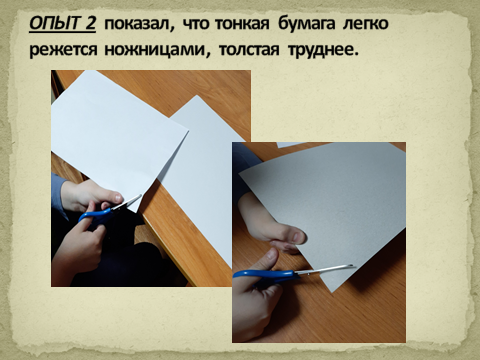 ОПЫТ 2 показал, что тонкая бумага легко
режется ножницами, толстая труднее.